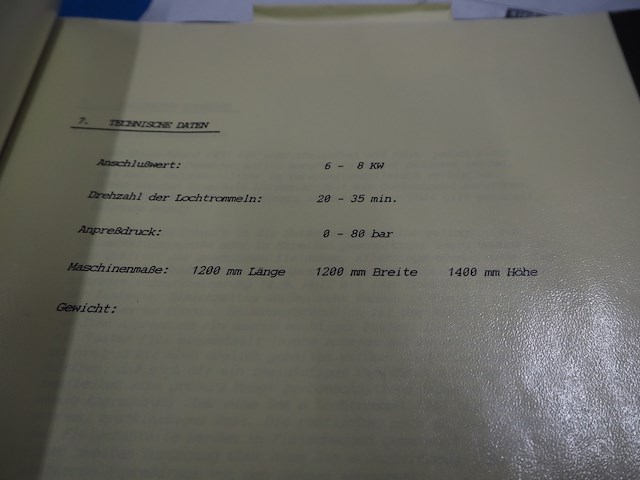 7. TECHNISCHE DATEN
Anschlußwert: 6 - 8 KW
Drehzahl der Lochtrommeln: 20 - 35 min.
Anpreßdruck: 0 - 80 bar
Maschinenmaße: 1200 mm Länge 1200 mm Breite 1400 mm Höhe
Gewicht: